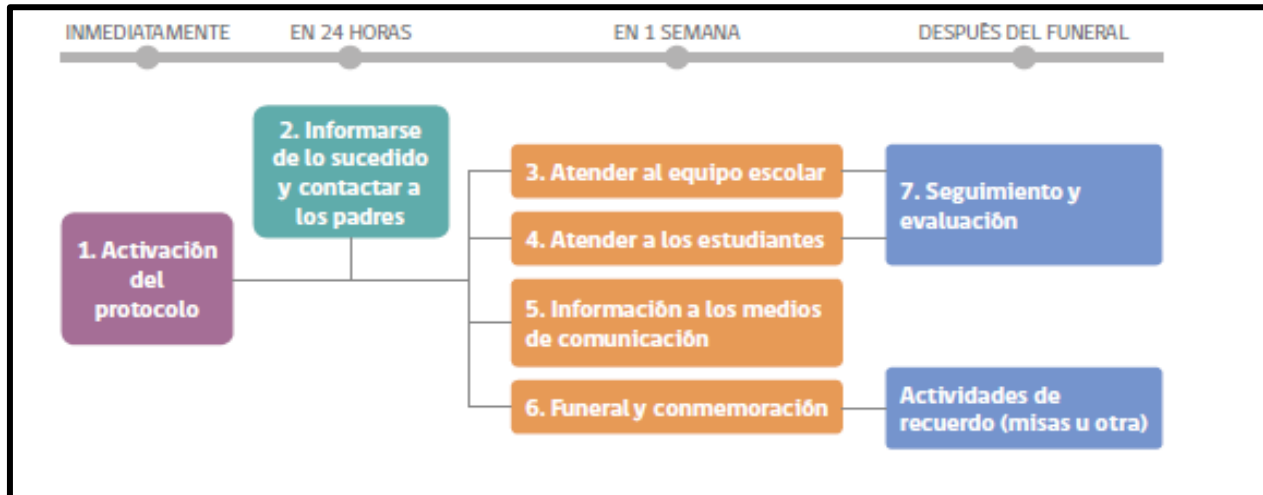 INMEDIATAMENTE
EN 24 HORAS
EN 1 SEMANA
DESPUÉS DEL FUNERAL
1. Activación
del
protocolo
2. Informarse
de lo sucedido
y contactar a
los padres
3. Atender al equipo escolar
4. Atender a los estudiantes
5. Información a los medios
de comunicación
6. Funeral y conmemoración
7. Seguimiento y
evaluación
Actividades de
recuerdo (misas u otra)